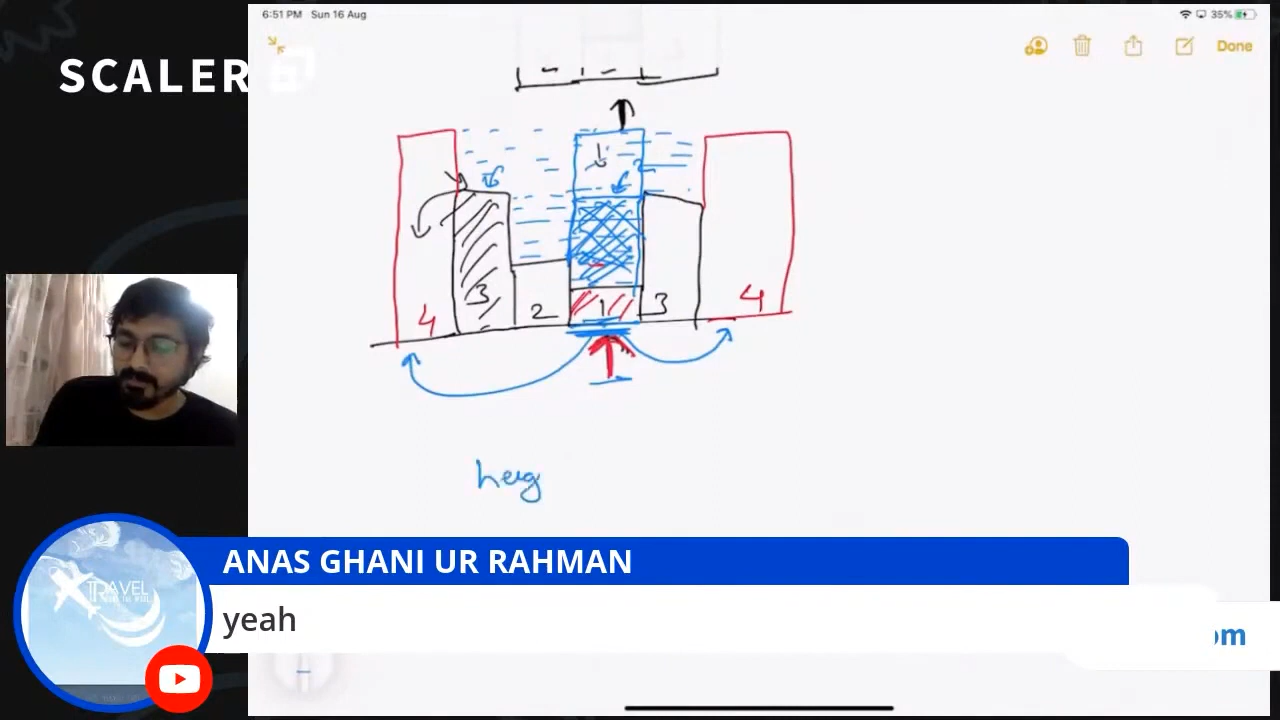 6:51 PM Sun 16 Aug
35%
Done
SCALER
4 3 2 1 3 4
heig
ANAS GHANI UR RAHMAN
yeah
TRAVEL